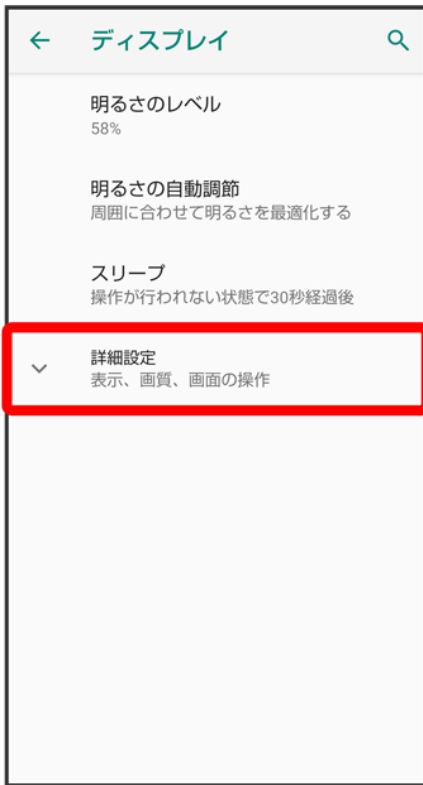 ディスプレイ
明るさのレベル
58%
明るさの自動調節
周囲に合わせて明るさを最適化する
スリープ
操作が行われない状態で30秒経過後
詳細設定
表示、画質、画面の操作